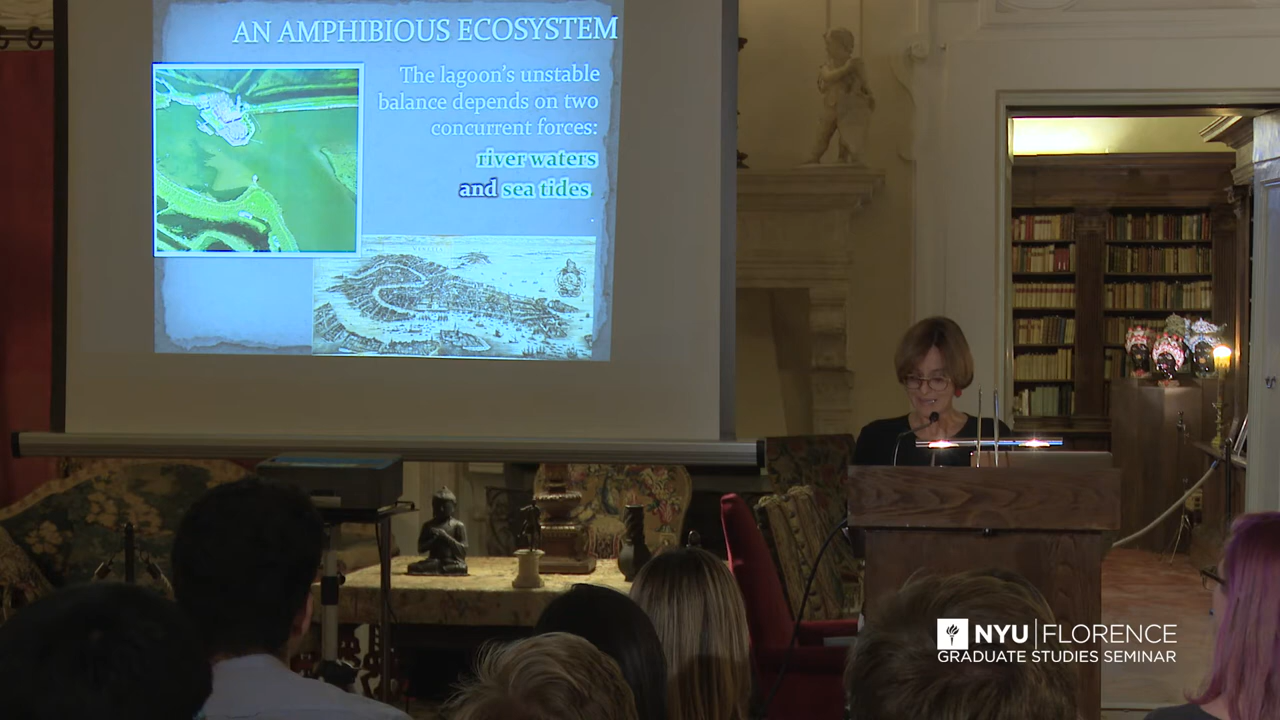 AN AMPHIBIOUS ECOSYSTEM
The lagoon's unstable
balance depends on two
concurrent forces:
river waters
and sea tides
NYU FLORENCE
GRADUATE STUDIES SEMINAR